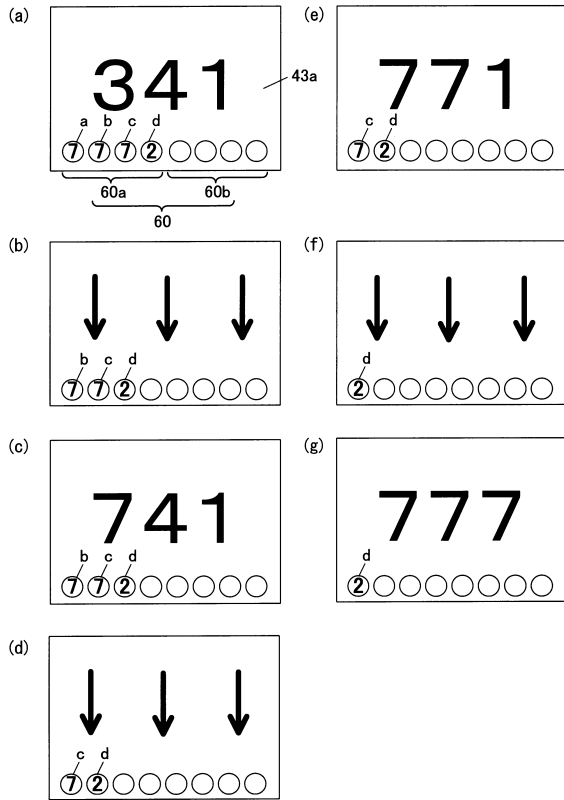 (a)
341
43a
a b c d
7 7 7 2
60a 60b
60
(b)
b c d
7 7 2
(c)
741
b c d
7 7 2
(d)
c d
7 2
(e)
771
c d
7 2
(f)
d
2
(g)
777
d
2